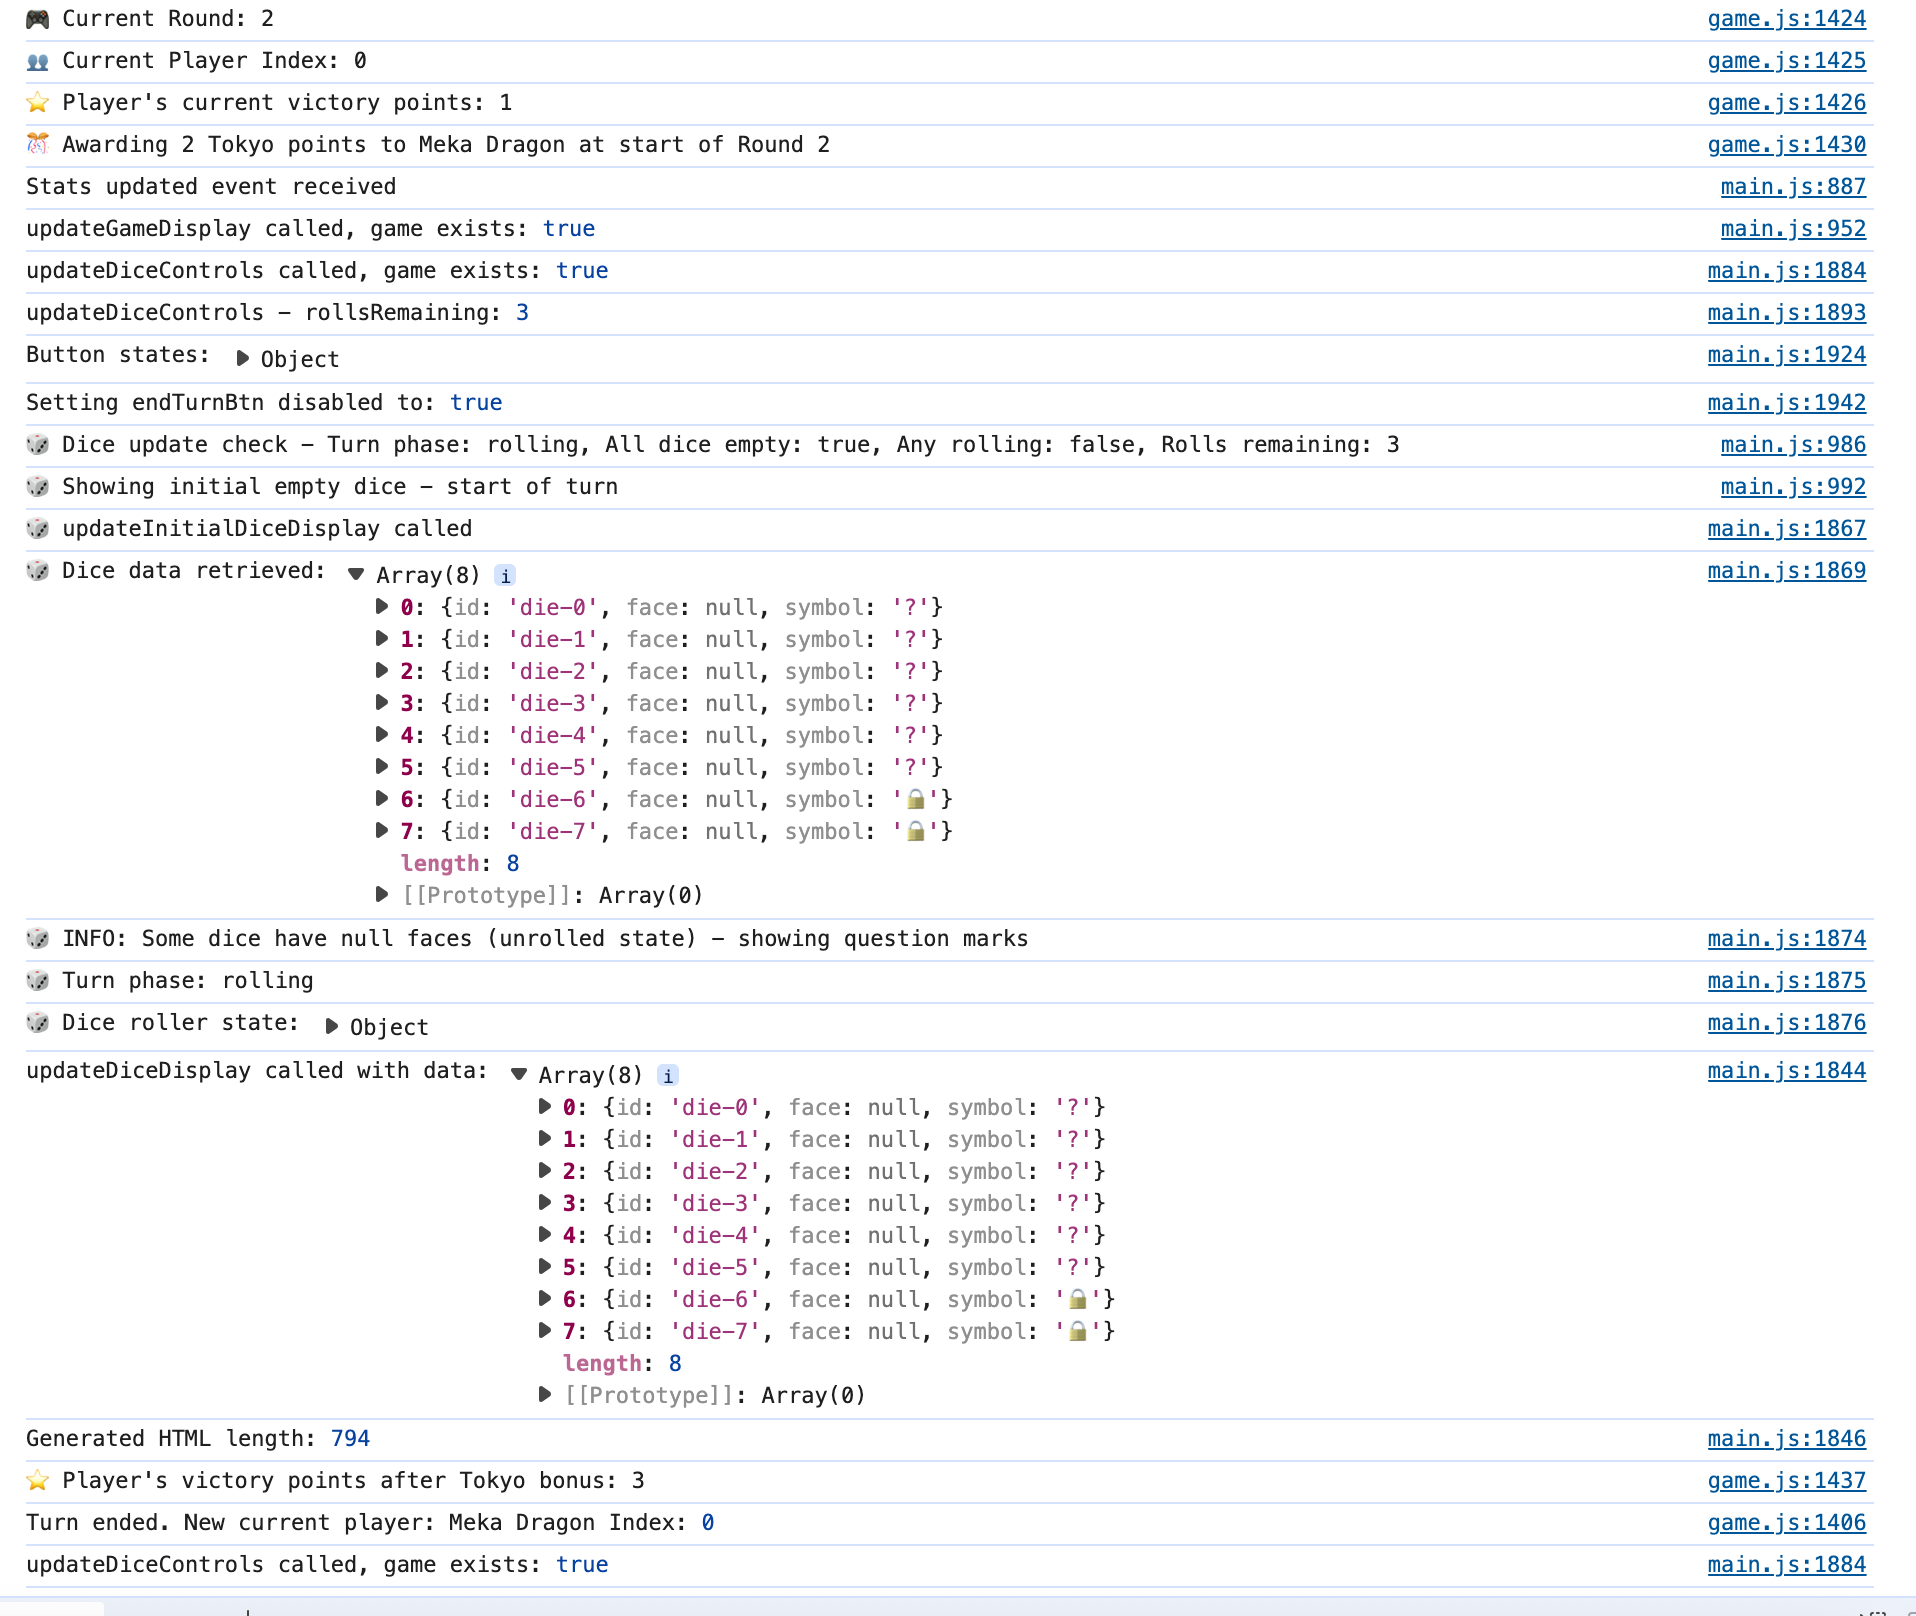 🎮 Current Round: 2 game.js:1424
👥 Current Player Index: 0 game.js:1425
⭐ Player's current victory points: 1 game.js:1426
🎊 Awarding 2 Tokyo points to Meka Dragon at start of Round 2 game.js:1430
Stats updated event received main.js:887
updateGameDisplay called, game exists: true main.js:952
updateDiceControls called, game exists: true main.js:1884
updateDiceControls – rollsRemaining: 3 main.js:1893
Button states: ▶ Object main.js:1924
Setting endTurnBtn disabled to: true main.js:1942
🎲 Dice update check – Turn phase: rolling, All dice empty: true, Any rolling: false, Rolls remaining: 3 main.js:986
🎲 Showing initial empty dice – start of turn main.js:992
🎲 updateInitialDiceDisplay called main.js:1867
🎲 Dice data retrieved: ▼ Array(8) i main.js:1869
▶ 0: {id: 'die-0', face: null, symbol: '?'}
▶ 1: {id: 'die-1', face: null, symbol: '?'}
▶ 2: {id: 'die-2', face: null, symbol: '?'}
▶ 3: {id: 'die-3', face: null, symbol: '?'}
▶ 4: {id: 'die-4', face: null, symbol: '?'}
▶ 5: {id: 'die-5', face: null, symbol: '?'}
▶ 6: {id: 'die-6', face: null, symbol: '🔒'}
▶ 7: {id: 'die-7', face: null, symbol: '🔒'}
length: 8
▶ [[Prototype]]: Array(0)
🎲 INFO: Some dice have null faces (unrolled state) – showing question marks main.js:1874
🎲 Turn phase: rolling main.js:1875
🎲 Dice roller state: ▶ Object main.js:1876
updateDiceDisplay called with data: ▼ Array(8) i main.js:1844
▶ 0: {id: 'die-0', face: null, symbol: '?'}
▶ 1: {id: 'die-1', face: null, symbol: '?'}
▶ 2: {id: 'die-2', face: null, symbol: '?'}
▶ 3: {id: 'die-3', face: null, symbol: '?'}
▶ 4: {id: 'die-4', face: null, symbol: '?'}
▶ 5: {id: 'die-5', face: null, symbol: '?'}
▶ 6: {id: 'die-6', face: null, symbol: '🔒'}
▶ 7: {id: 'die-7', face: null, symbol: '🔒'}
length: 8
▶ [[Prototype]]: Array(0)
Generated HTML length: 794 main.js:1846
⭐ Player's victory points after Tokyo bonus: 3 game.js:1437
Turn ended. New current player: Meka Dragon Index: 0 game.js:1406
updateDiceControls called, game exists: true main.js:1884